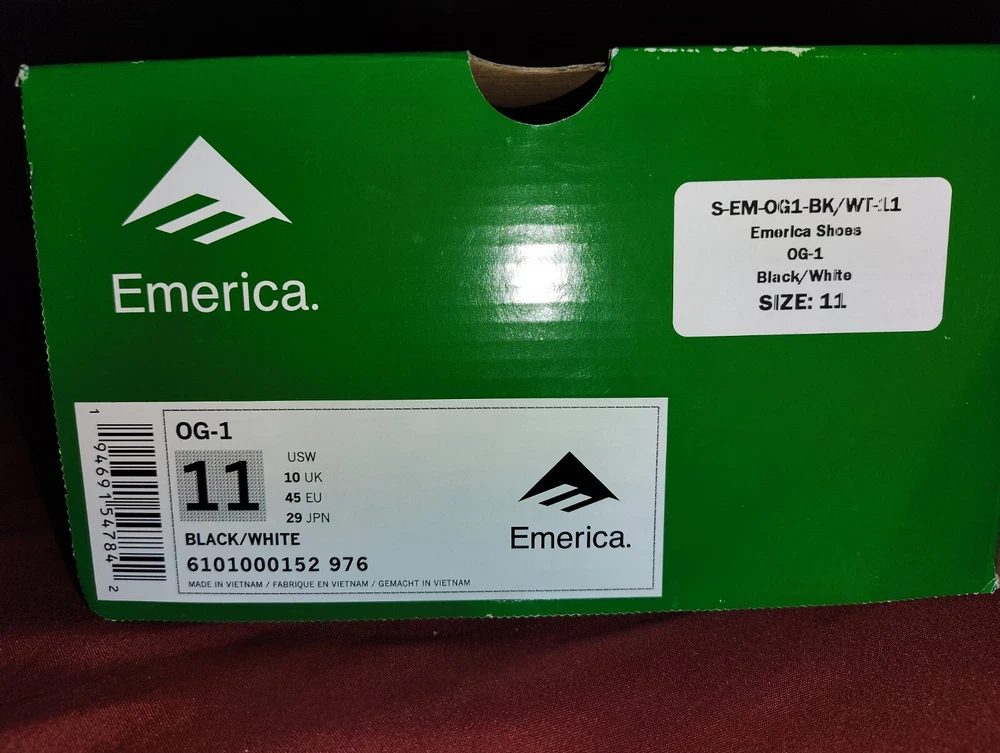 Emerica.
S-EM-OG1-BK/WT-11
Emerica Shoes
OG-1
Black/White
SIZE: 11
1 94691 54784 2
OG-1
11
USW
10 UK
45 EU
29 JPN
BLACK/WHITE
6101000152 976
MADE IN VIETNAM / FABRIQUE EN VIETNAM / GEMACHT IN VIETNAM
Emerica.